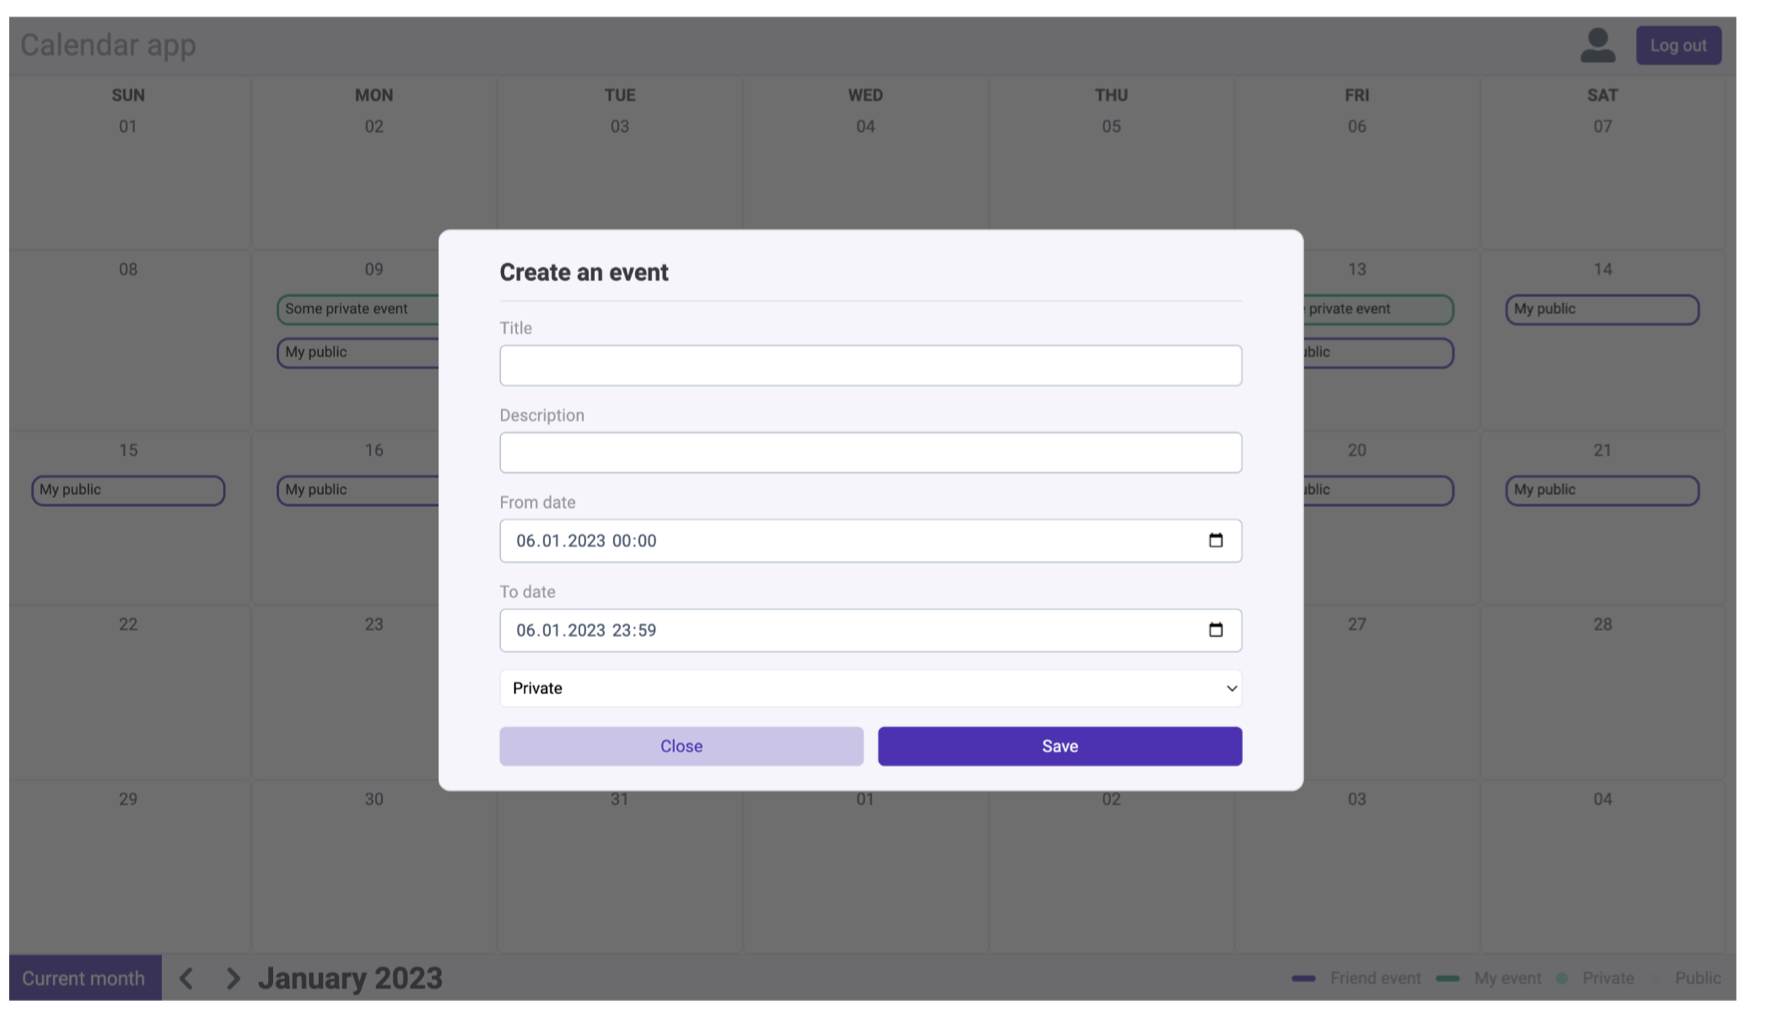 Calendar app
Log out
SUN MON TUE WED THU FRI SAT
01 02 03 04 05 06 07
08 09 13 14
Some private event private event My public
My public
15 16 20 21
My public My public My public
Create an event
Title
Description
From date
06.01.2023 00:00
To date
06.01.2023 23:59
Private
Close Save
22 23 27 28
29 30 31 01 02 03 04
Current month January 2023 Friend event My event Private Public